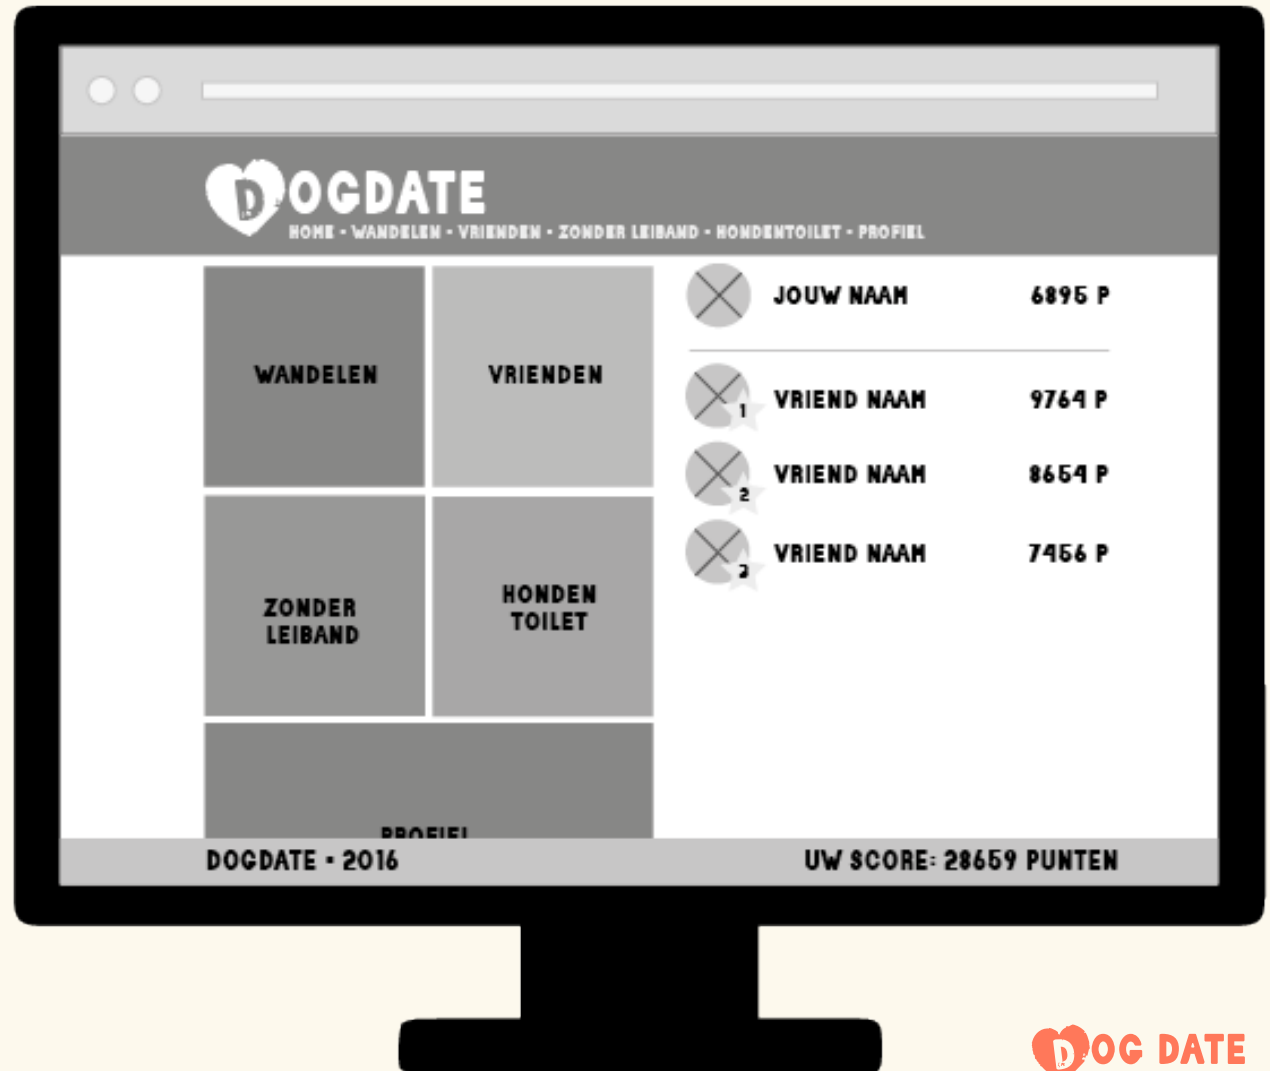 DOGDATE
HOME - WANDELEN - VRIENDEN - ZONDER LEIBAND - HONDENTOILET - PROFIEL
WANDELEN
VRIENDEN
ZONDER
LEIBAND
HONDEN
TOILET
PROFIEL
JOUW NAAM 6895 P
1 VRIEND NAAM 9764 P
2 VRIEND NAAM 8654 P
3 VRIEND NAAM 7456 P
DOGDATE • 2016
UW SCORE: 28659 PUNTEN
DOG DATE